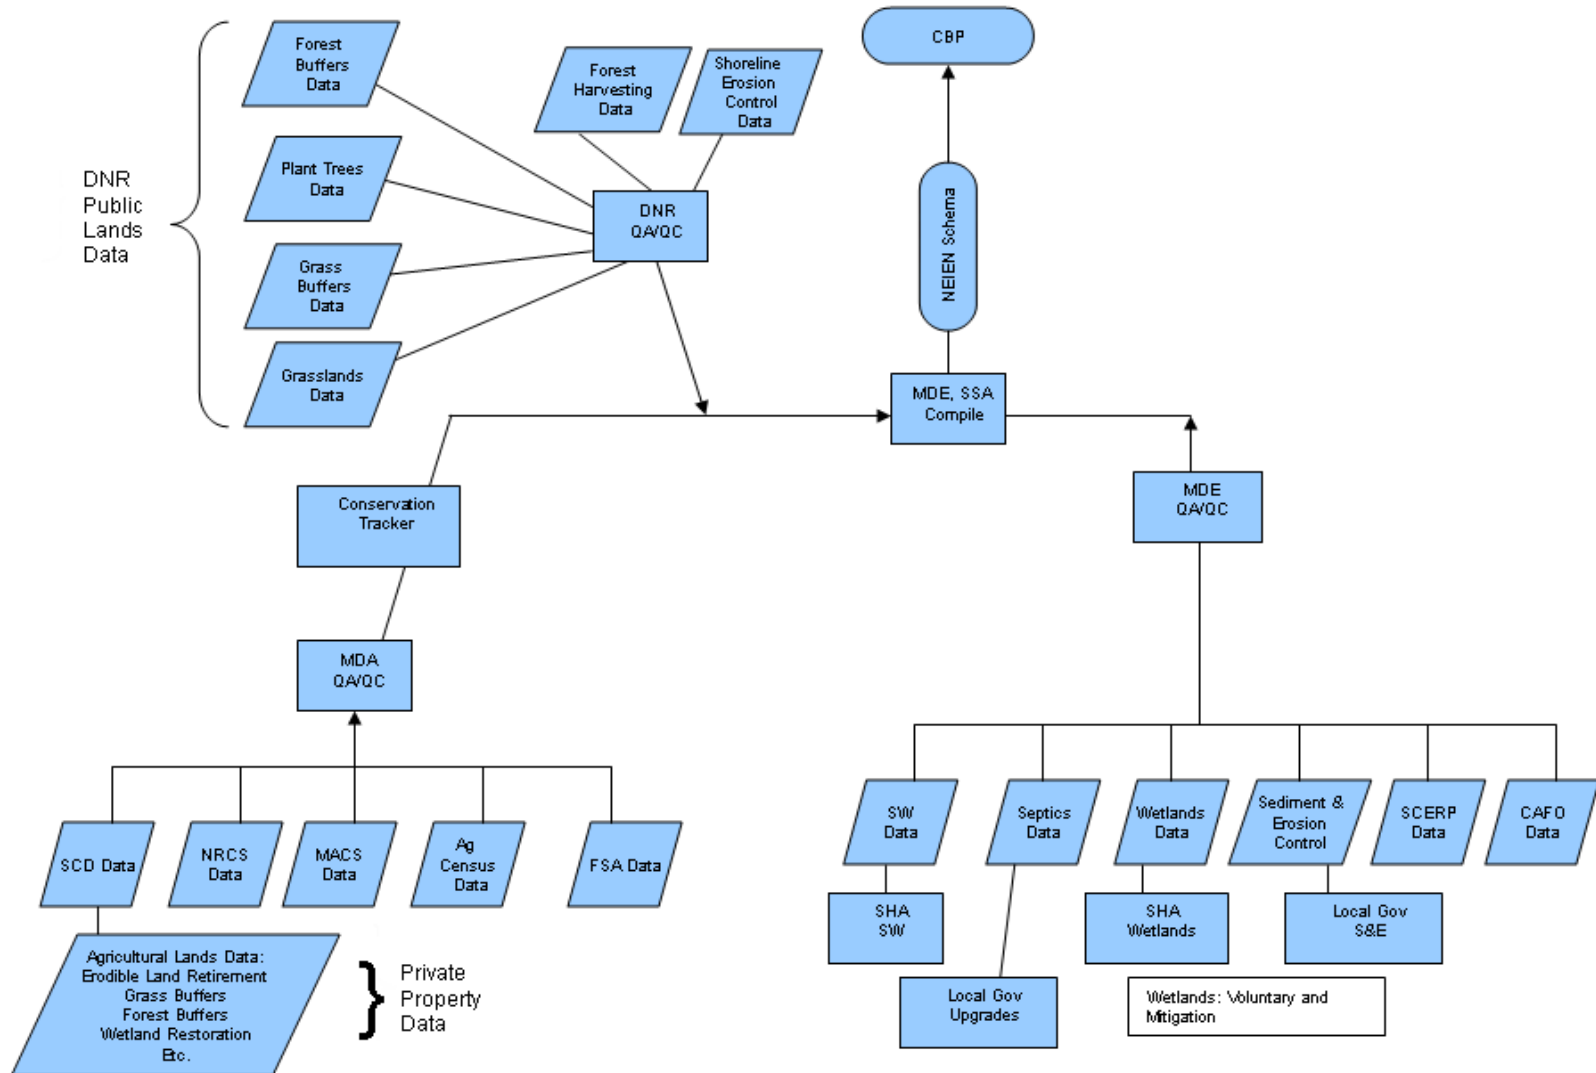 Forest
Buffers
Data
Forest
Harvesting
Data
Shoreline
Erosion
Control
Data
CBP
DNR
Public
Lands
Data
Plant Trees
Data
DNR
QA/QC
NEIEN Schema
Grass
Buffers
Data
Grasslands
Data
MDE, SSA
Compile
Conservation
Tracker
MDE
QA/QC
MDA
QA/QC
SCD Data
NRCS
Data
MACS
Data
Ag
Census
Data
FSA Data
SW
Data
Septics
Data
Wetlands
Data
Sediment &
Erosion
Control
SCERP
Data
CAFO
Data
SHA
SW
SHA
Wetlands
Local Gov
S&E
Agricultural Lands Data:
Erodible Land Retirement
Grass Buffers
Forest Buffers
Wetland Restoration
Etc.
Private
Property
Data
Local Gov
Upgrades
Wetlands: Voluntary and
Mitigation